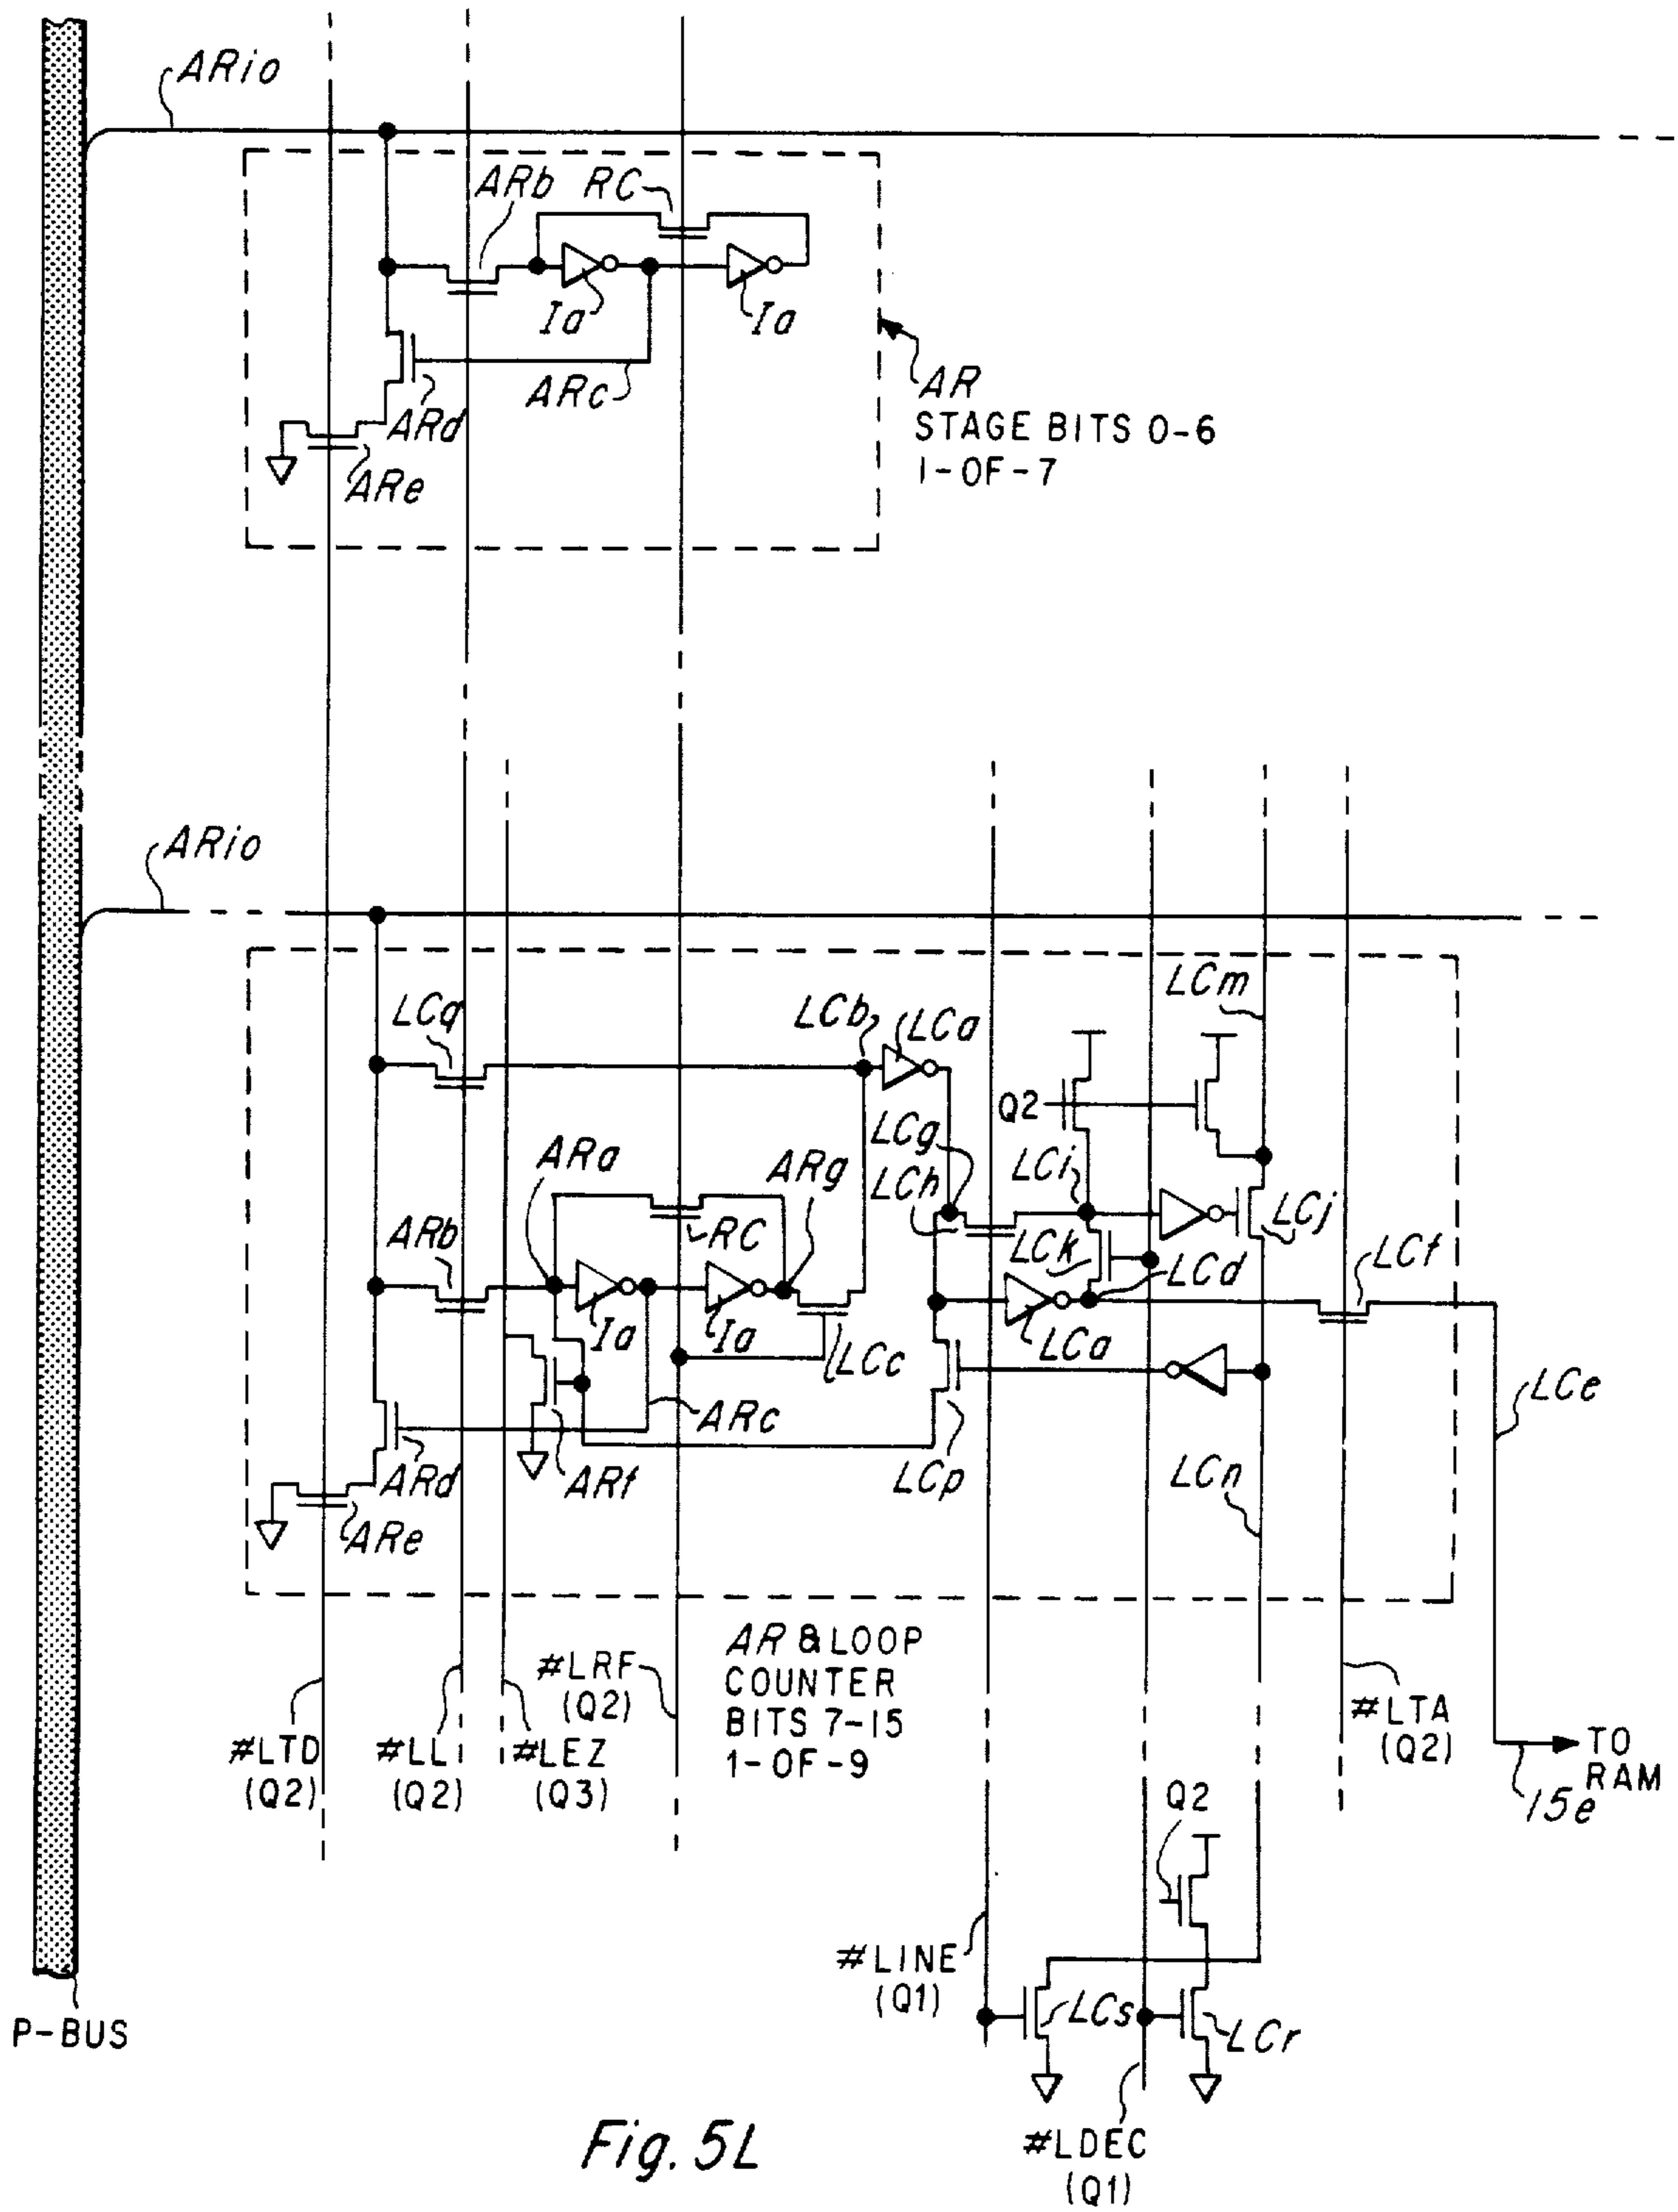 ARio
ARb
RC
Ia
Ia
ARc
ARd
ARe
AR
STAGE BITS 0-6
1-OF-7
ARio
LCq
LCb
LCa
LCm
Q2
LCg
ARa
ARg
LCh
LCi
LCj
ARb
RC
LCk
LCd
LCf
Ia
Ia
LCc
LCa
LCe
ARc
ARd
ARf
LCp
LCn
ARe
AR & LOOP
COUNTER
BITS 7-15
1-OF-9
#LRF
(Q2)
#LTD
(Q2)
#LL
(Q2)
#LEZ
(Q3)
#LTA
(Q2)
TO
RAM
15e
Q2
#LINE
(Q1)
LCs
LCr
P-BUS
#LDEC
(Q1)
Fig. 5L